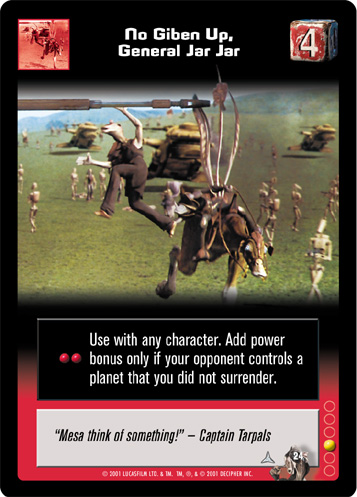 No Giben Up,
General Jar Jar
4
Use with any character. Add power
bonus only if your opponent controls a
planet that you did not surrender.
“Mesa think of something!” – Captain Tarpals
24
© 2001 LUCASFILM LTD. & TM. TM, ®, & © 2001 DECIPHER INC.